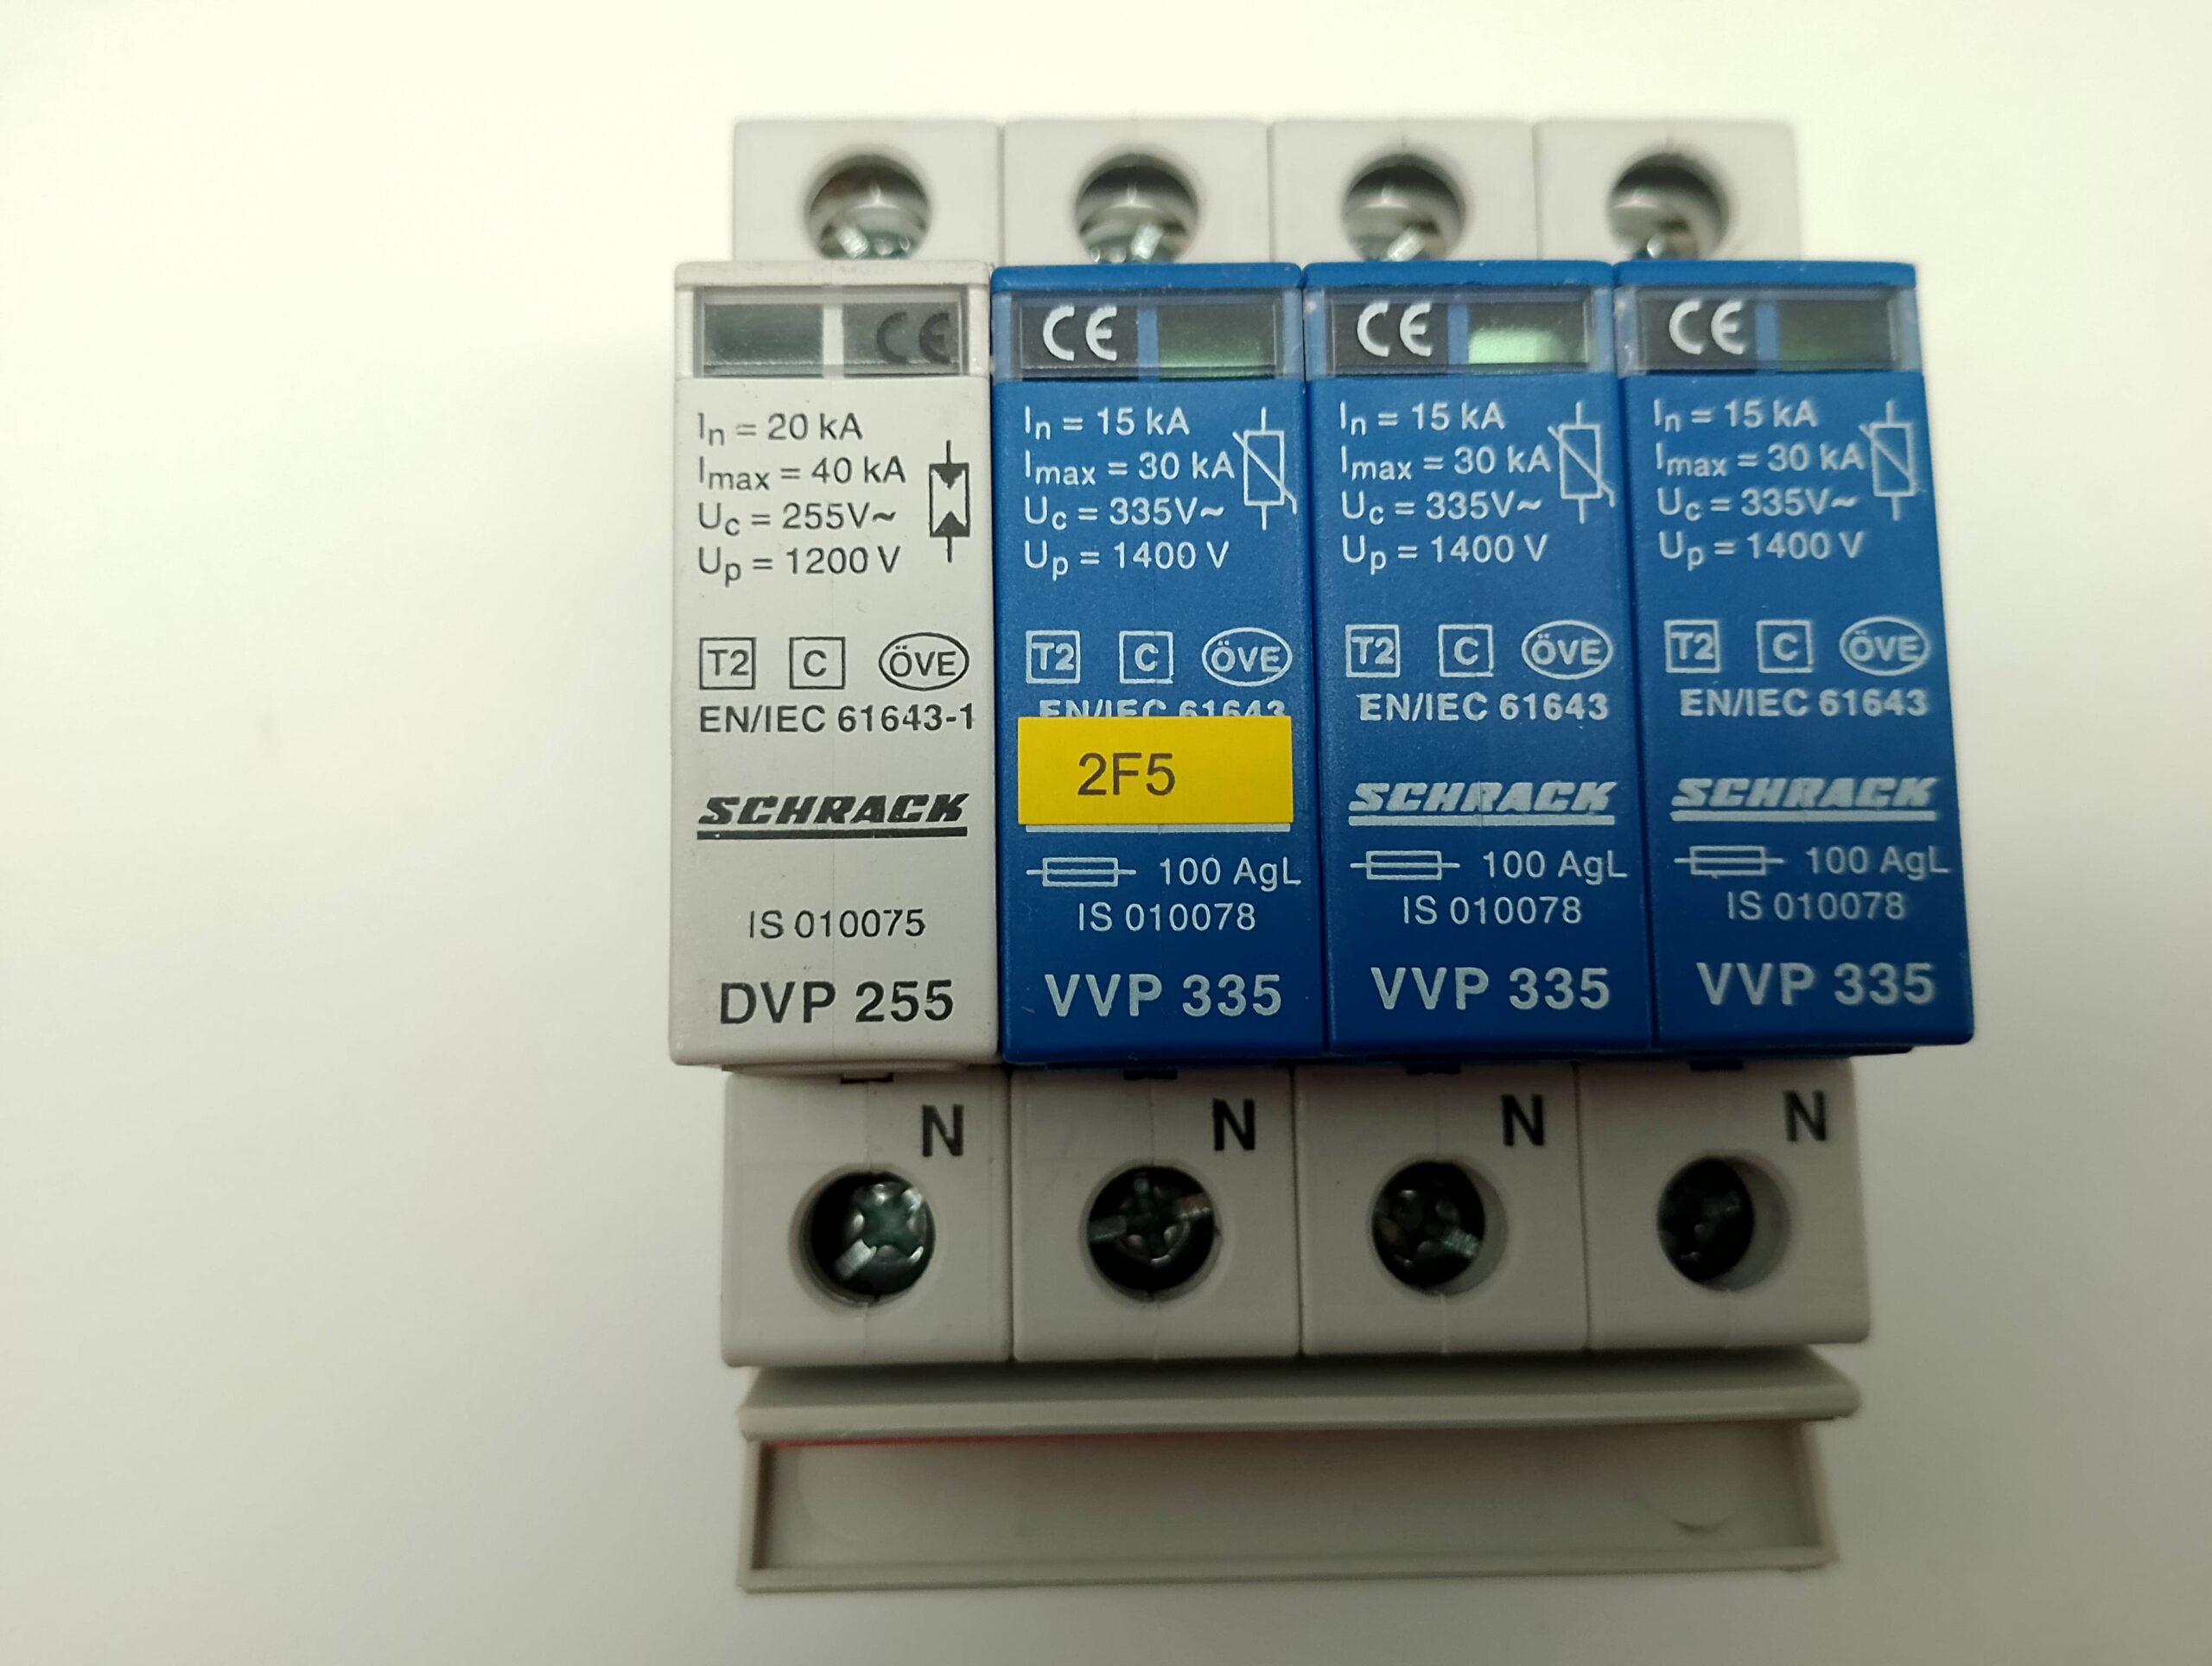 CE
In = 20 kA
Imax = 40 kA
Uc = 255V~
Up = 1200 V
T2 C ÖVE
EN/IEC 61643-1
SCHRACK
IS 010075
DVP 255
N
CE
In = 15 kA
Imax = 30 kA
Uc = 335V~
Up = 1400 V
T2 C ÖVE
EN/IEC 61643
2F5
100 AgL
IS 010078
VVP 335
N
CE
In = 15 kA
Imax = 30 kA
Uc = 335V~
Up = 1400 V
T2 C ÖVE
EN/IEC 61643
SCHRACK
100 AgL
IS 010078
VVP 335
N
CE
In = 15 kA
Imax = 30 kA
Uc = 335V~
Up = 1400 V
T2 C ÖVE
EN/IEC 61643
SCHRACK
100 AgL
IS 010078
VVP 335
N